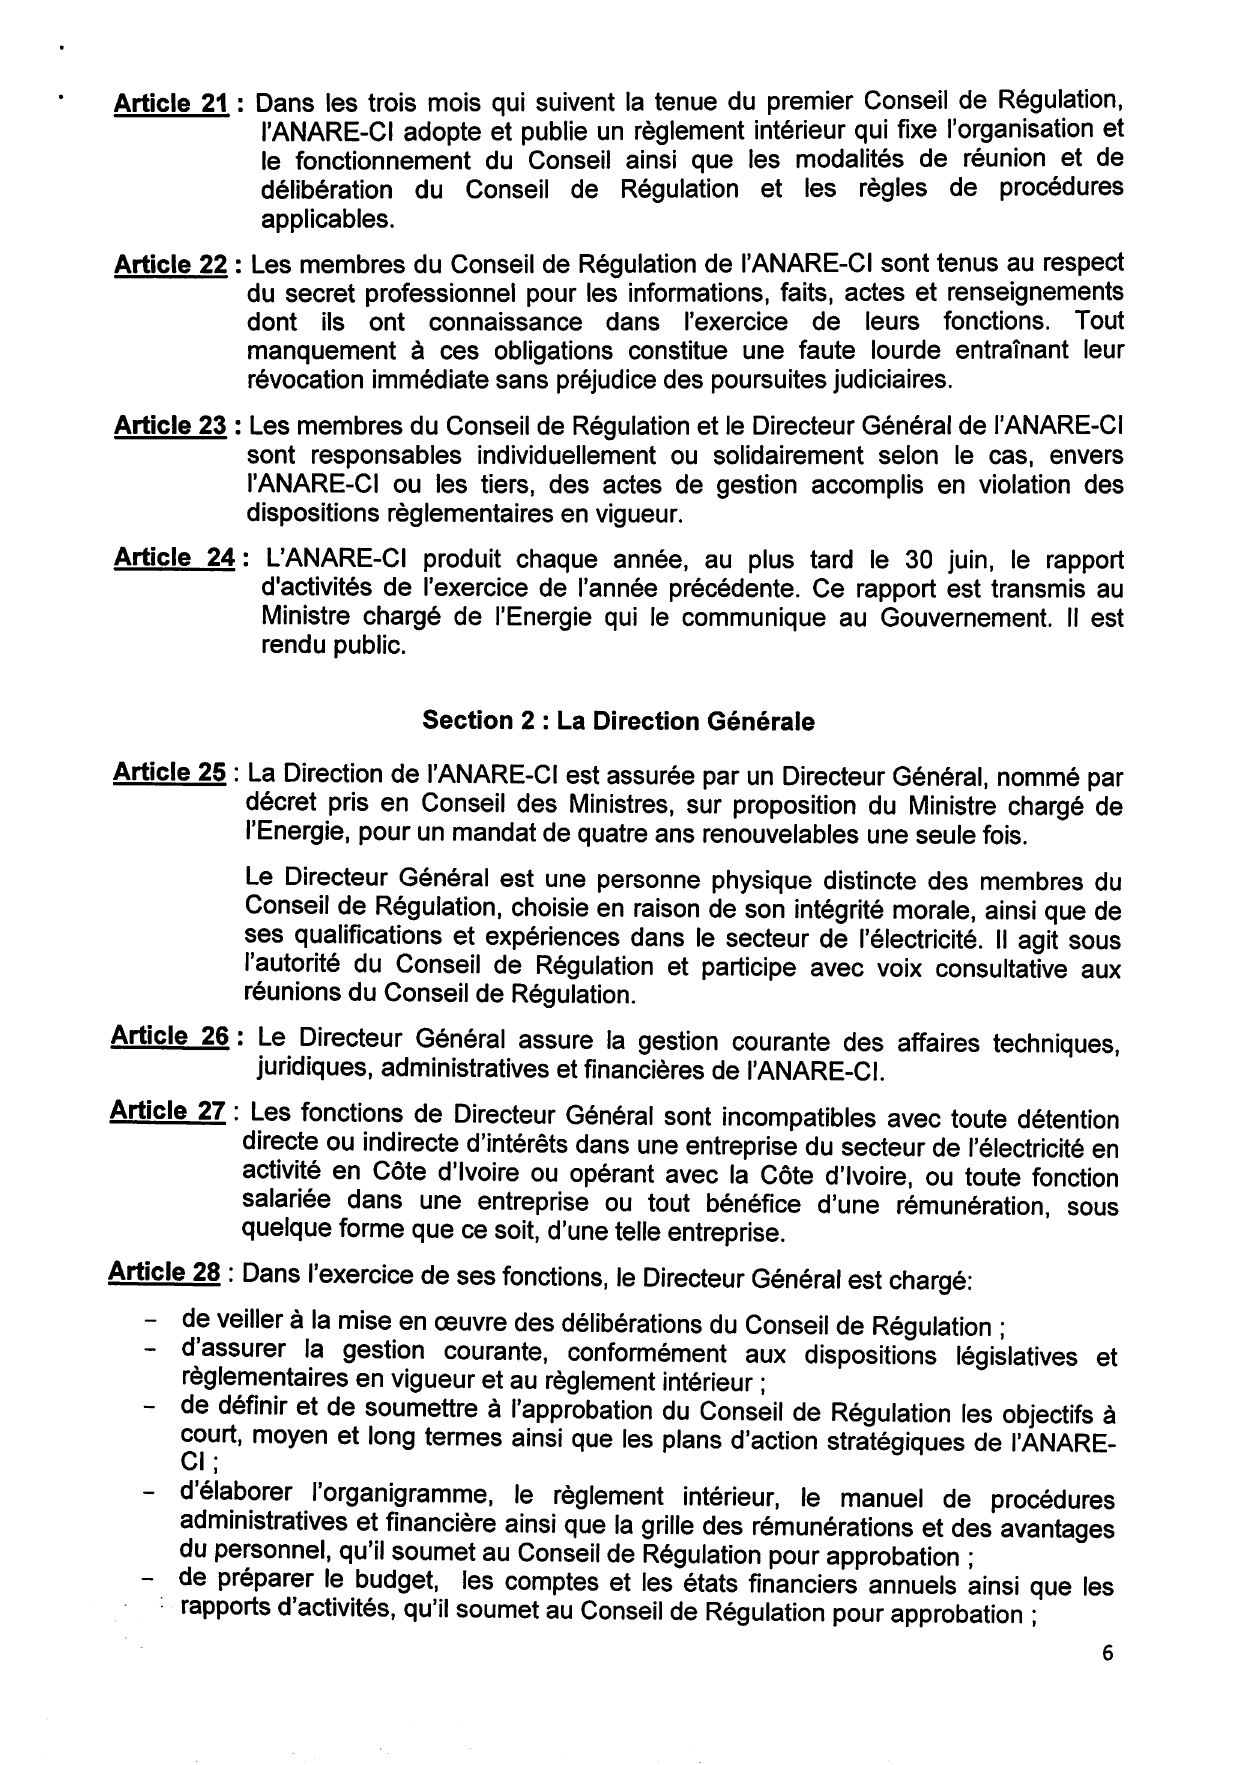 Article 21 : Dans les trois mois qui suivent la tenue du premier Conseil de Régulation,
l'ANARE-CI adopte et publie un règlement intérieur qui fixe l'organisation et
le fonctionnement du Conseil ainsi que les modalités de réunion et de
délibération du Conseil de Régulation et les règles de procédures
applicables.
Article 22 : Les membres du Conseil de Régulation de l'ANARE-CI sont tenus au respect
du secret professionnel pour les informations, faits, actes et renseignements
dont ils ont connaissance dans l'exercice de leurs fonctions. Tout
manquement à ces obligations constitue une faute lourde entraînant leur
révocation immédiate sans préjudice des poursuites judiciaires.
Article 23 : Les membres du Conseil de Régulation et le Directeur Général de l'ANARE-CI
sont responsables individuellement ou solidairement selon le cas, envers
l'ANARE-CI ou les tiers, des actes de gestion accomplis en violation des
dispositions règlementaires en vigueur.
Article 24 : L'ANARE-CI produit chaque année, au plus tard le 30 juin, le rapport
d'activités de l'exercice de l'année précédente. Ce rapport est transmis au
Ministre chargé de l'Energie qui le communique au Gouvernement. Il est
rendu public.
Section 2 : La Direction Générale
Article 25 : La Direction de l'ANARE-CI est assurée par un Directeur Général, nommé par
décret pris en Conseil des Ministres, sur proposition du Ministre chargé de
l'Energie, pour un mandat de quatre ans renouvelables une seule fois.
Le Directeur Général est une personne physique distincte des membres du
Conseil de Régulation, choisie en raison de son intégrité morale, ainsi que de
ses qualifications et expériences dans le secteur de l'électricité. Il agit sous
l'autorité du Conseil de Régulation et participe avec voix consultative aux
réunions du Conseil de Régulation.
Article 26 : Le Directeur Général assure la gestion courante des affaires techniques,
juridiques, administratives et financières de l'ANARE-CI.
Article 27 : Les fonctions de Directeur Général sont incompatibles avec toute détention
directe ou indirecte d'intérêts dans une entreprise du secteur de l'électricité en
activité en Côte d'Ivoire ou opérant avec la Côte d'Ivoire, ou toute fonction
salariée dans une entreprise ou tout bénéfice d'une rémunération, sous
quelque forme que ce soit, d'une telle entreprise.
Article 28 : Dans l'exercice de ses fonctions, le Directeur Général est chargé:
– de veiller à la mise en œuvre des délibérations du Conseil de Régulation ;
– d'assurer la gestion courante, conformément aux dispositions législatives et
règlementaires en vigueur et au règlement intérieur ;
– de définir et de soumettre à l'approbation du Conseil de Régulation les objectifs à
court, moyen et long termes ainsi que les plans d'action stratégiques de l'ANARE-
CI ;
– d'élaborer l'organigramme, le règlement intérieur, le manuel de procédures
administratives et financière ainsi que la grille des rémunérations et des avantages
du personnel, qu'il soumet au Conseil de Régulation pour approbation ;
– de préparer le budget, les comptes et les états financiers annuels ainsi que les
rapports d'activités, qu'il soumet au Conseil de Régulation pour approbation ;
6